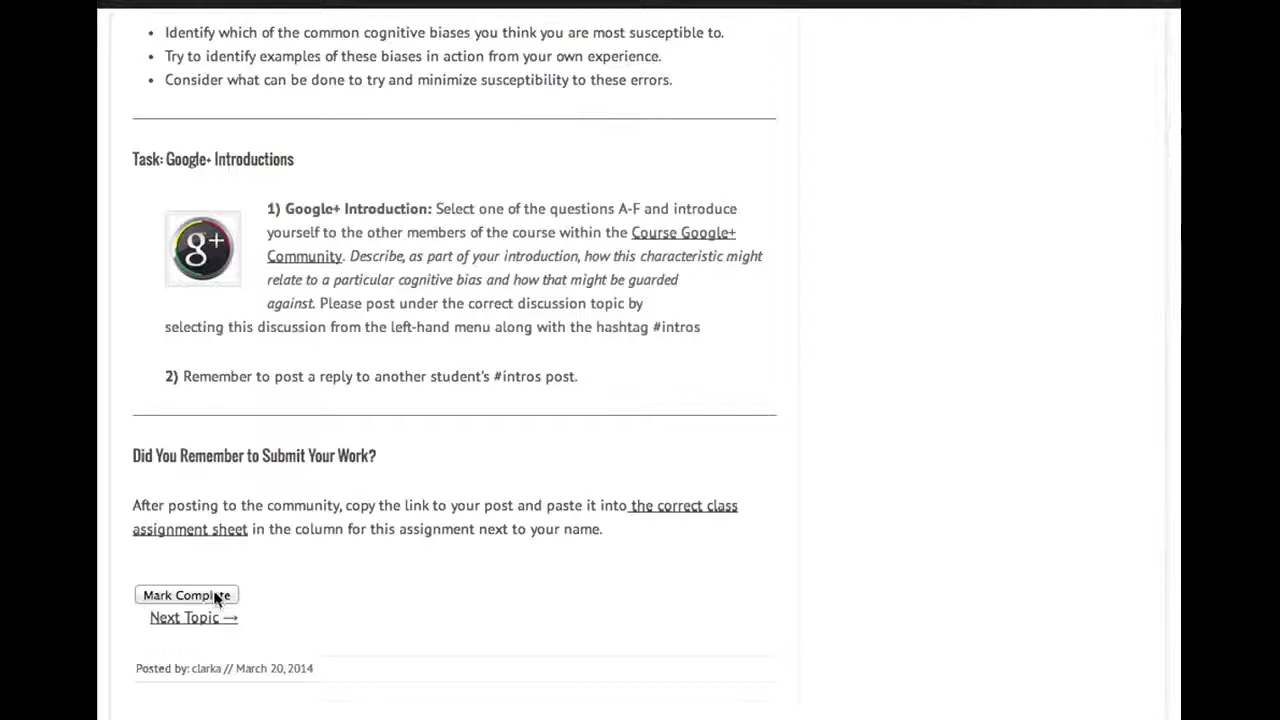 • Identify which of the common cognitive biases you think you are most susceptible to.
• Try to identify examples of these biases in action from your own experience.
• Consider what can be done to try and minimize susceptibility to these errors.
Task: Google+ Introductions
g+
1) Google+ Introduction: Select one of the questions A-F and introduce
yourself to the other members of the course within the Course Google+
Community. Describe, as part of your introduction, how this characteristic might
relate to a particular cognitive bias and how that might be guarded
against. Please post under the correct discussion topic by
selecting this discussion from the left-hand menu along with the hashtag #intros
2) Remember to post a reply to another student's #intros post.
Did You Remember to Submit Your Work?
After posting to the community, copy the link to your post and paste it into the correct class
assignment sheet in the column for this assignment next to your name.
Mark Complete
Next Topic →
Posted by: clarka // March 20, 2014